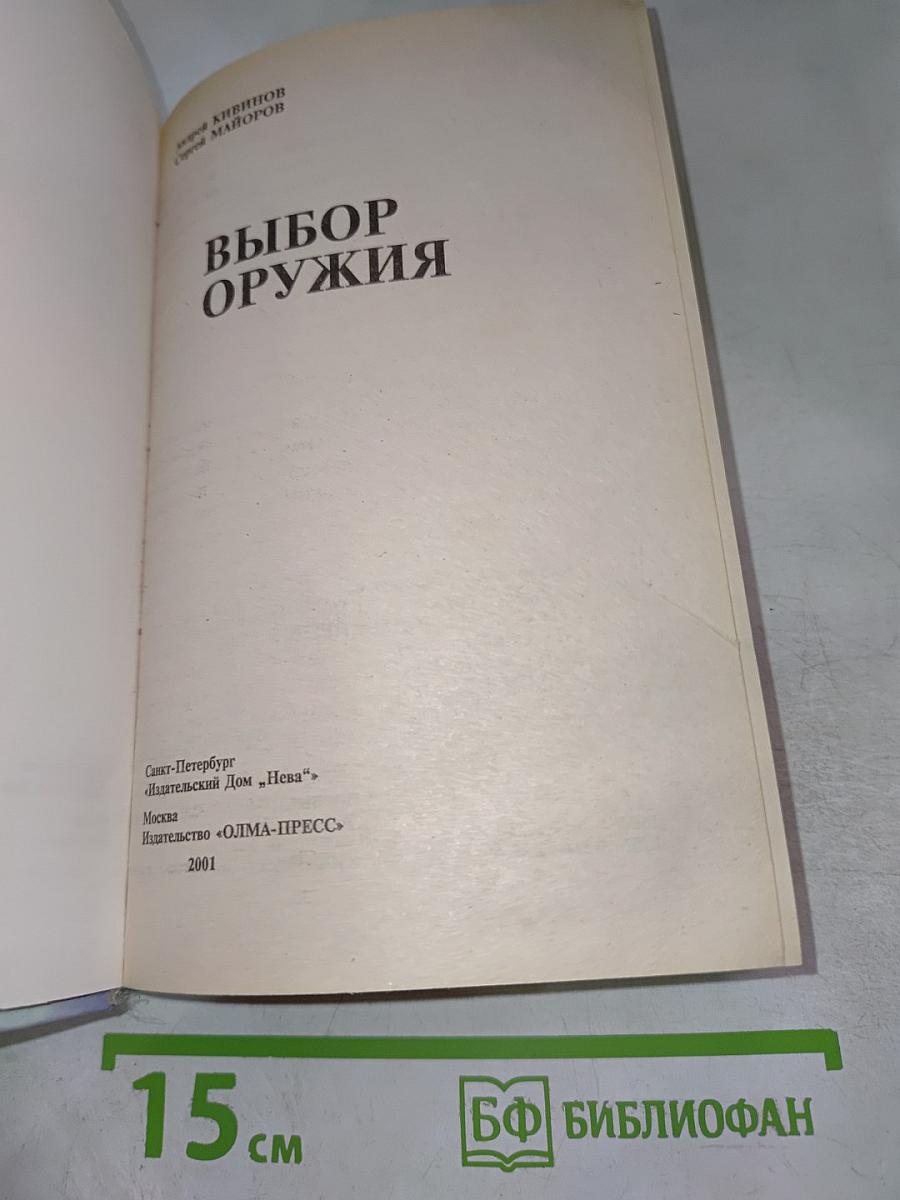 Андрей КИВИНОВ
Сергей МАЙОРОВ
ВЫБОР
ОРУЖИЯ
Санкт-Петербург
«Издательский Дом „Нева“»
Москва
Издательство «ОЛМА-ПРЕСС»
2001
15 см
БФ БИБЛИОФАН